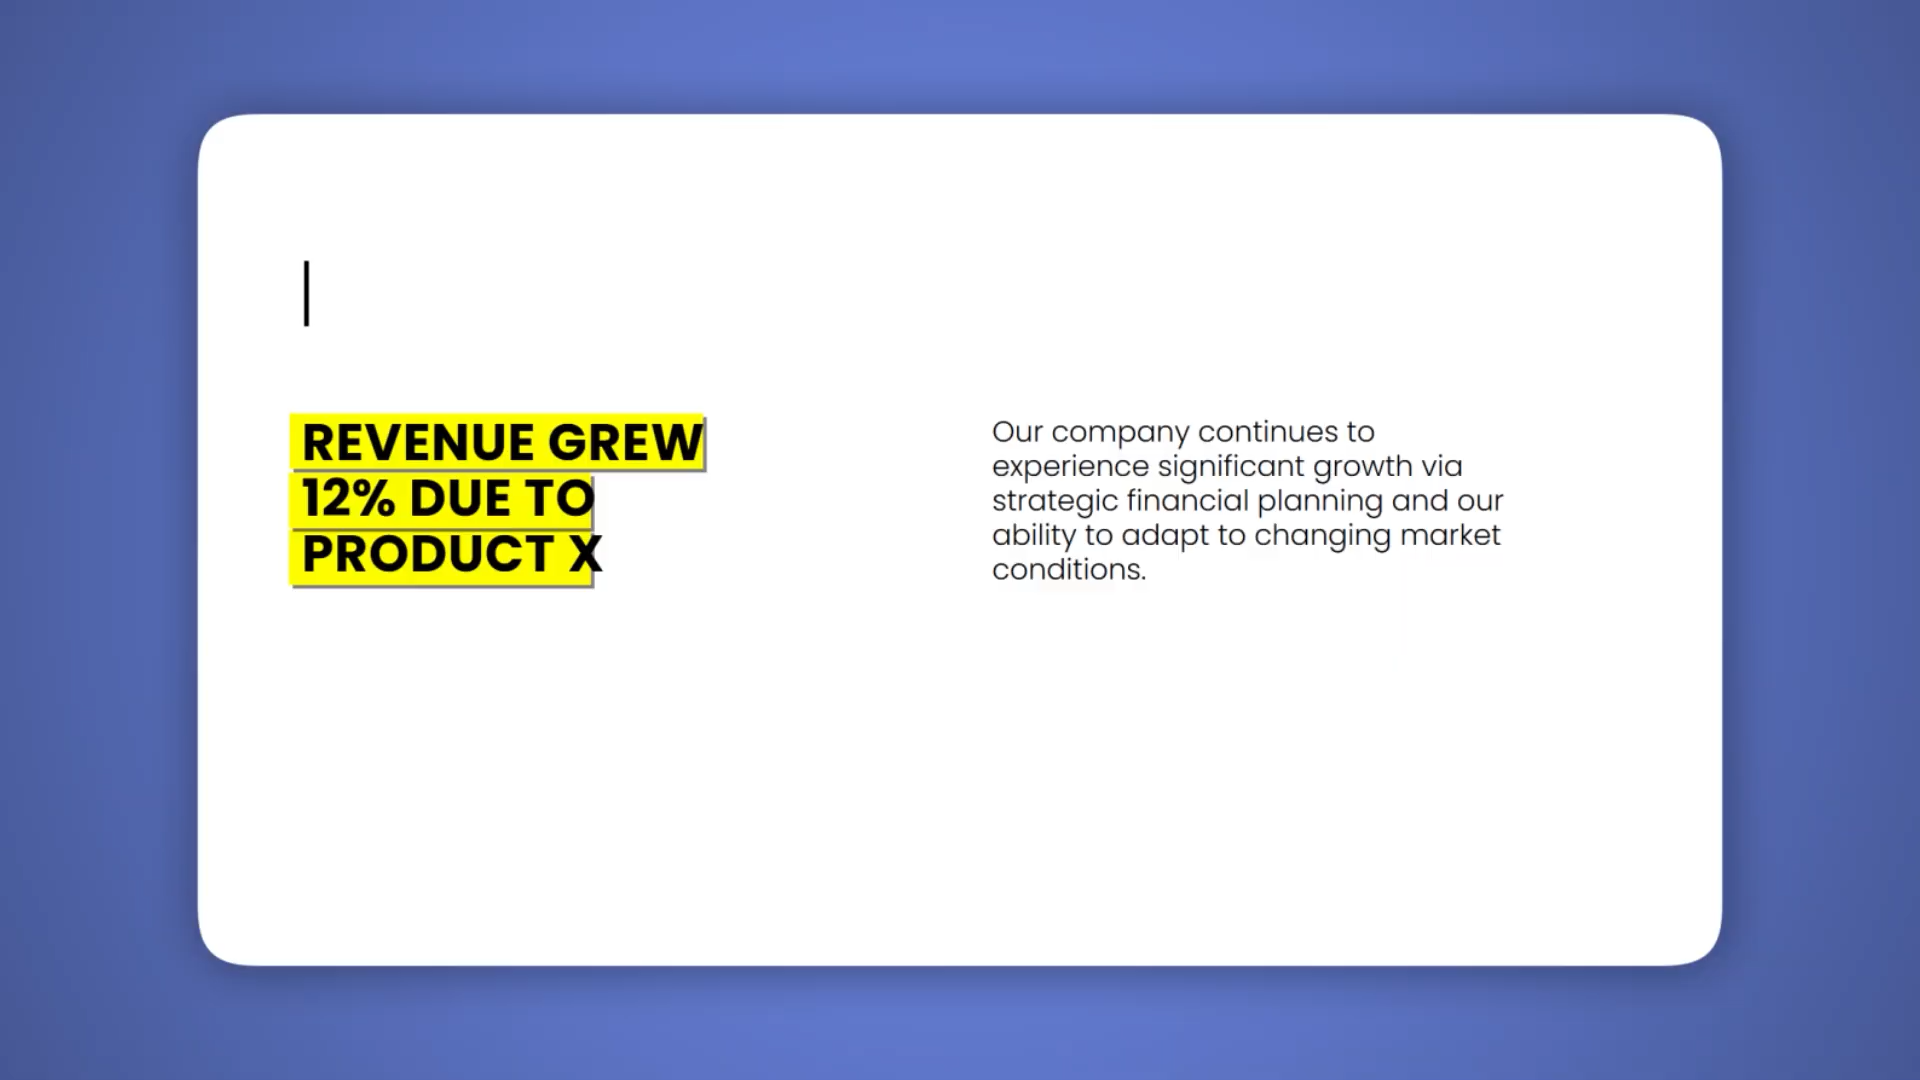 REVENUE GREW
12% DUE TO
PRODUCT X
Our company continues to
experience significant growth via
strategic financial planning and our
ability to adapt to changing market
conditions.